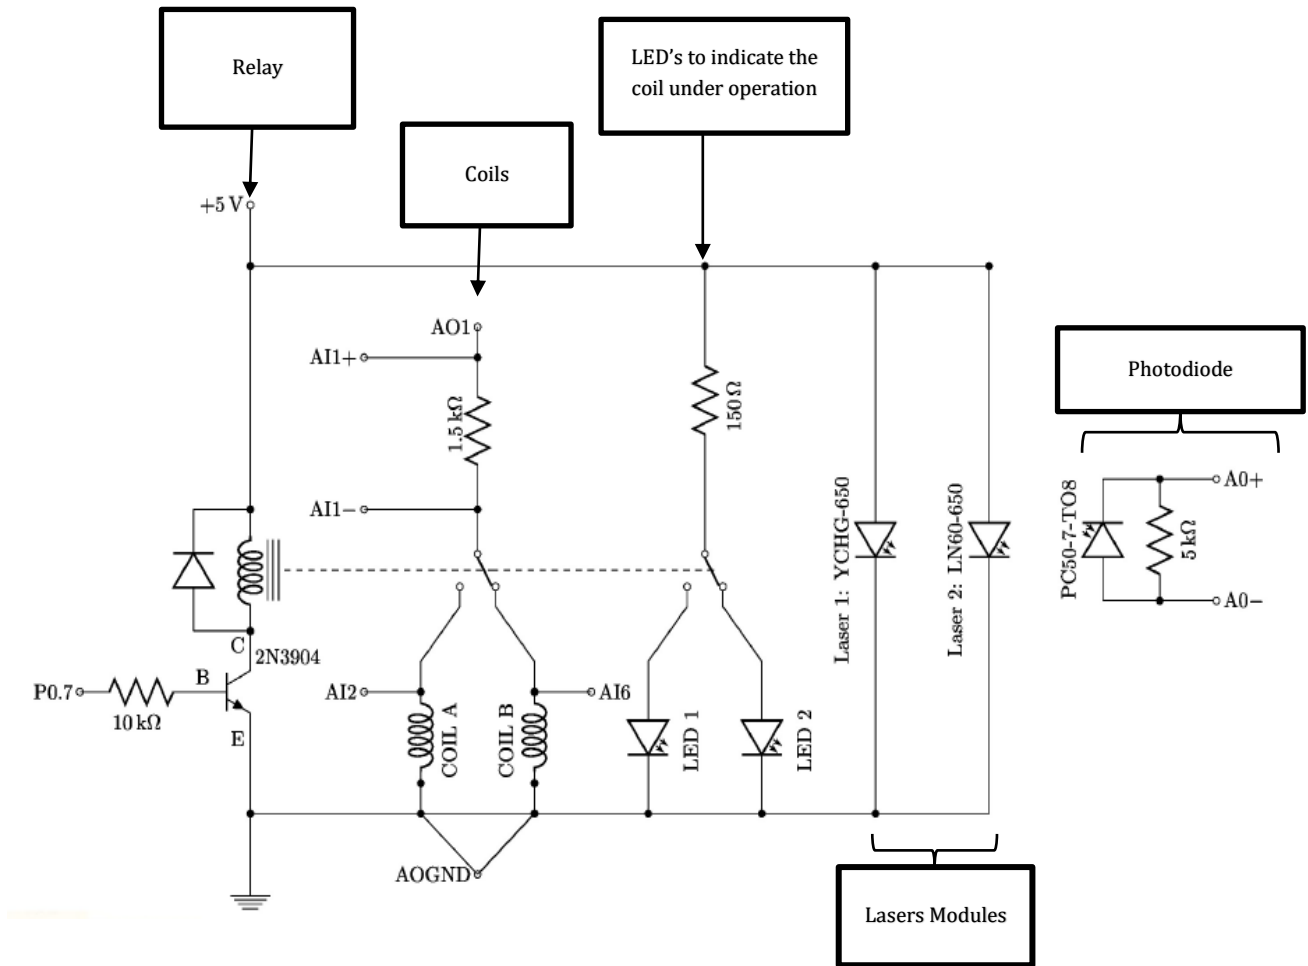 Relay
LED’s to indicate the
coil under operation
Coils
+5 V
AO1
AI1+
1.5 kΩ
150 Ω
Photodiode
AI1−
Laser 1: YCHG-650
Laser 2: LN60-650
PC50-7-TO8
A0+
5 kΩ
A0−
C
2N3904
P0.7
B
10 kΩ
E
AI2
AI6
COIL A
COIL B
LED 1
LED 2
AOGND
Lasers Modules